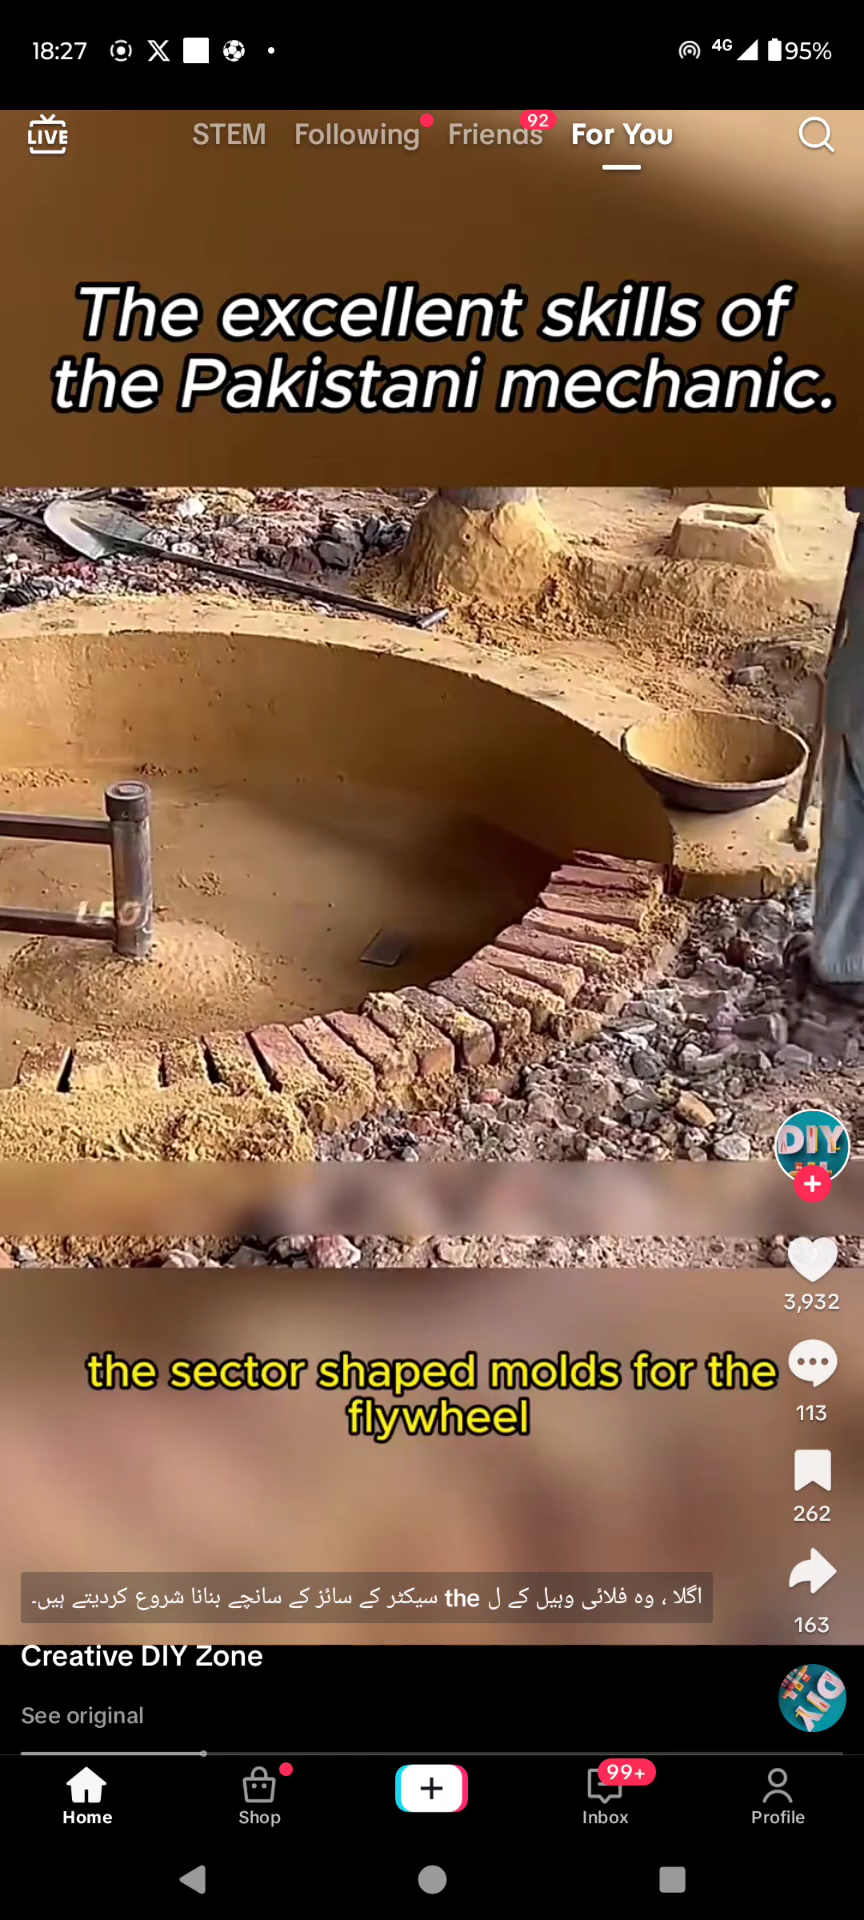 18:27
4G
95%
LIVE
STEM
Following
Friends
92
For You
The excellent skills of
the Pakistani mechanic.
LEO
DIY
3,932
the sector shaped molds for the
flywheel
113
262
اگلا ، وہ فلائی وہیل کے ل the سیکٹر کے سائز کے سانچے بنانا شروع کردیتے ہیں۔
163
Creative DIY Zone
DIY
See original
Home
Shop
99+
Inbox
Profile